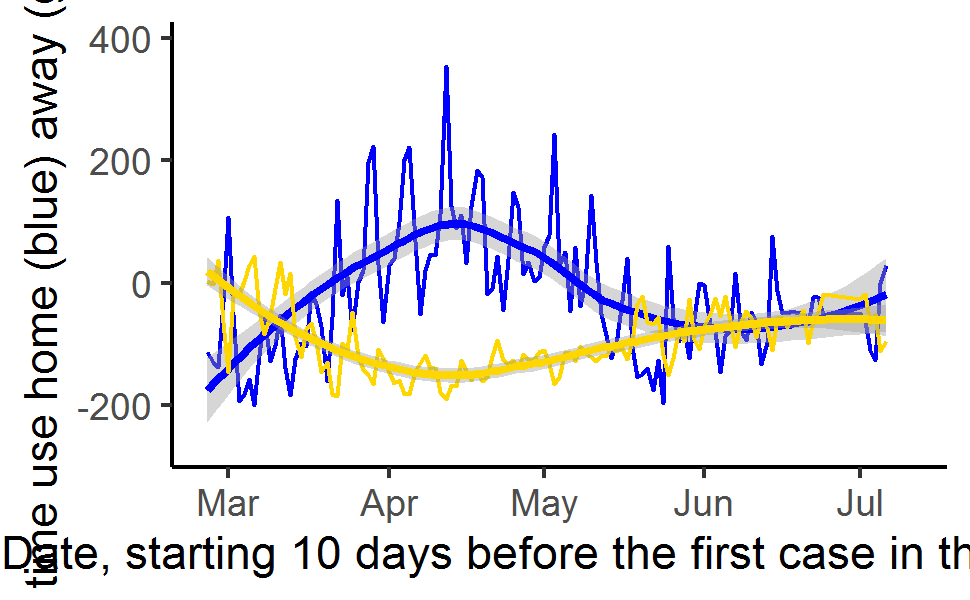 time use home (blue) away (
400
200
0
-200
Mar Apr May Jun Jul
Date, starting 10 days before the first case in th